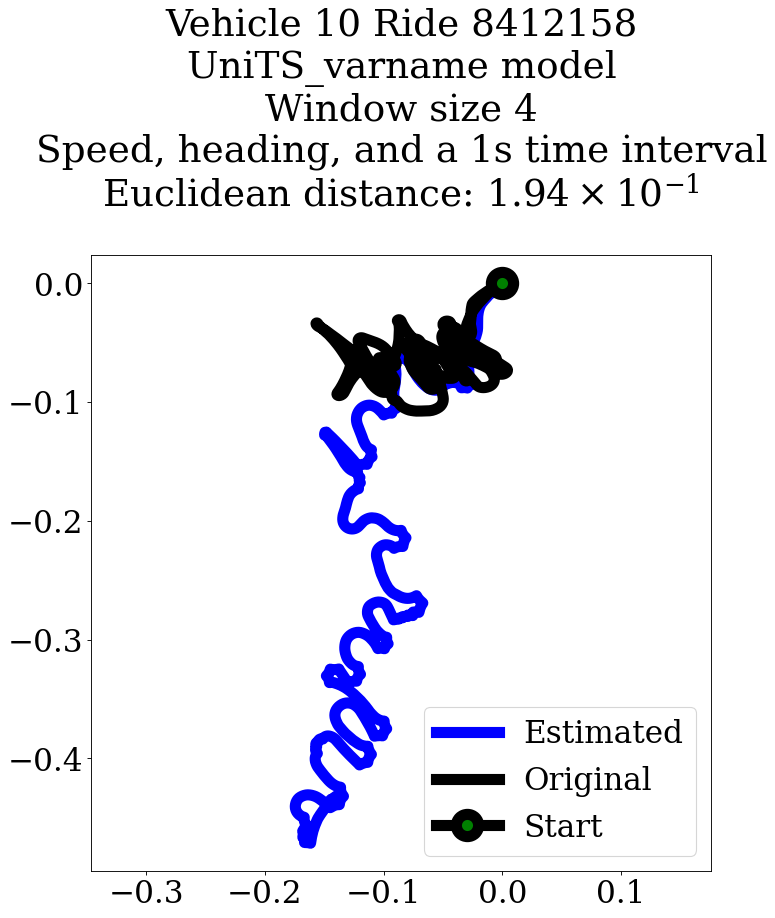 Vehicle 10 Ride 8412158
UniTS_varname model
Window size 4
Speed, heading, and a 1s time interval
Euclidean distance: 1.94 × 10⁻¹
0.0
−0.1
−0.2
−0.3
−0.4
Estimated
Original
Start
−0.3 −0.2 −0.1 0.0 0.1